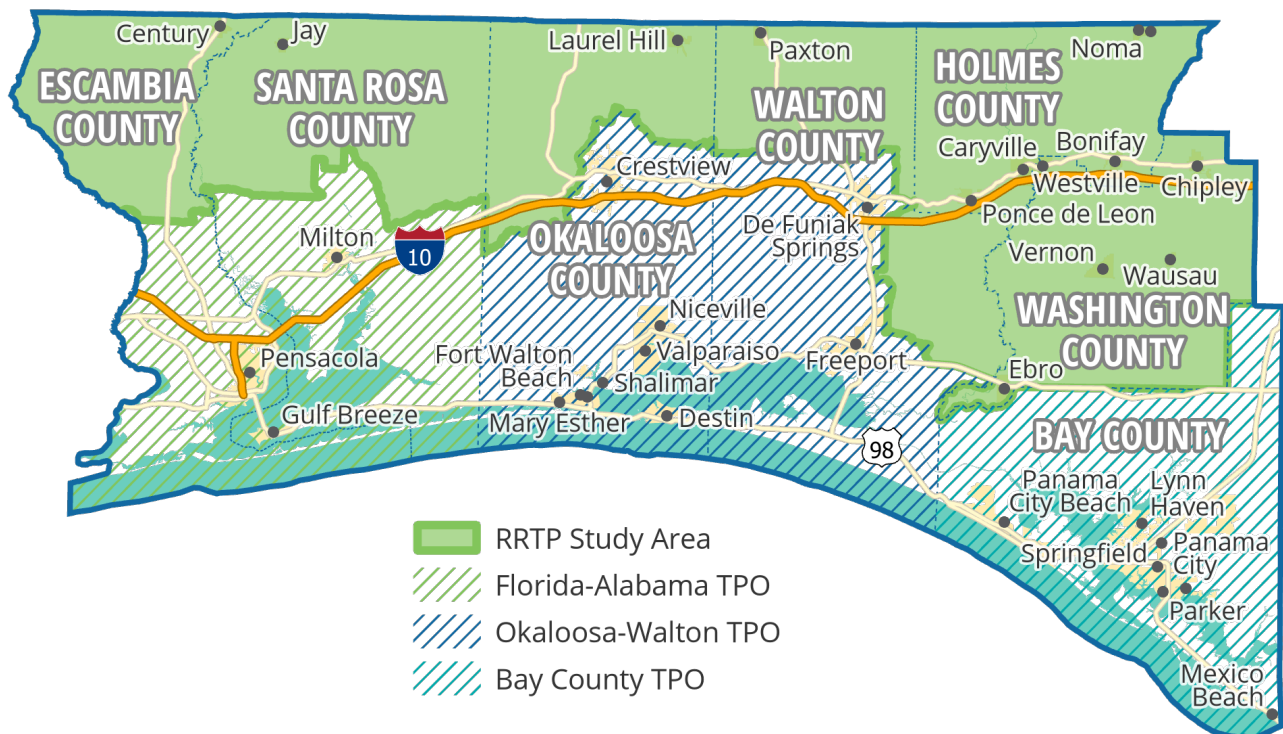 Century
Jay
Laurel Hill
Paxton
Noma
ESCAMBIA
COUNTY
SANTA ROSA
COUNTY
WALTON
COUNTY
HOLMES
COUNTY
Crestview
Caryville
Bonifay
Westville
Chipley
Ponce de Leon
De Funiak
Springs
Milton
10
OKALOOSA
COUNTY
Vernon
Wausau
WASHINGTON
COUNTY
Niceville
Valparaiso
Freeport
Pensacola
Fort Walton
Beach
Shalimar
Ebro
Gulf Breeze
Mary Esther
Destin
98
BAY COUNTY
Panama
City Beach
Lynn
Haven
Springfield
Panama
City
Parker
Mexico
Beach
RRTP Study Area
Florida-Alabama TPO
Okaloosa-Walton TPO
Bay County TPO